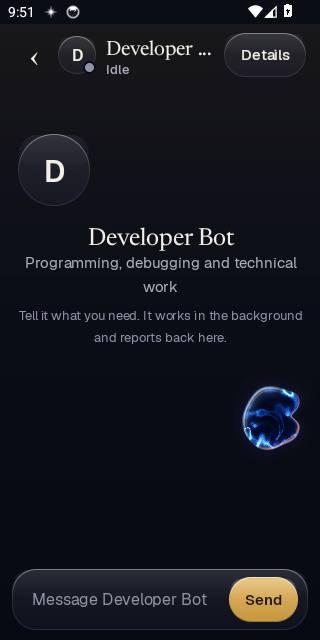 9:51
‹
D
Developer ...
Idle
Details
D
Developer Bot
Programming, debugging and technical
work
Tell it what you need. It works in the background
and reports back here.
Message Developer Bot
Send